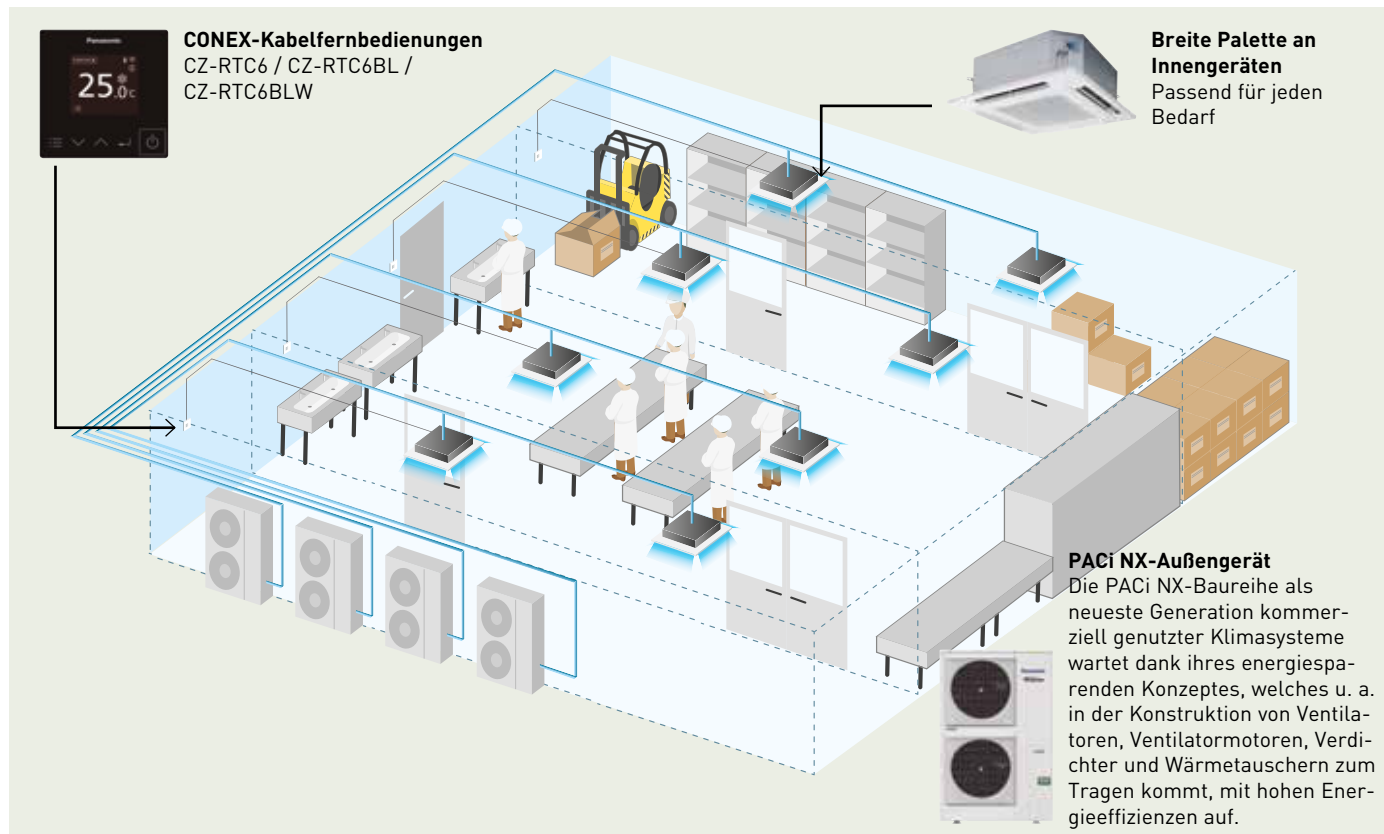 Panasonic
25.0°C
CONEX-Kabelfernbedienungen
CZ-RTC6 / CZ-RTC6BL /
CZ-RTC6BLW
Breite Palette an
Innengeräten
Passend für jeden
Bedarf
PACi NX-Außengerät
Die PACi NX-Baureihe als
neueste Generation kommer-
ziell genutzter Klimasysteme
wartet dank ihres energiespa-
renden Konzeptes, welches u. a.
in der Konstruktion von Ventila-
toren, Ventilatormotoren, Verdi-
chter und Wärmetauschern zum
Tragen kommt, mit hohen Ener-
gieeffizienzen auf.